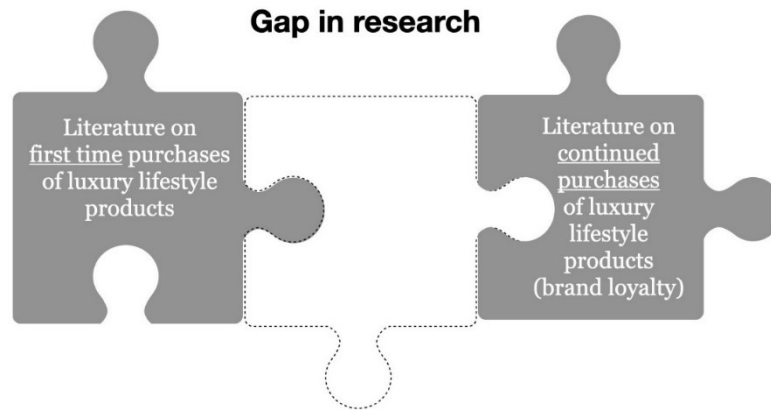 Gap in research
Literature on
first time purchases
of luxury lifestyle
products
Literature on
continued
purchases
of luxury
lifestyle
products
(brand loyalty)